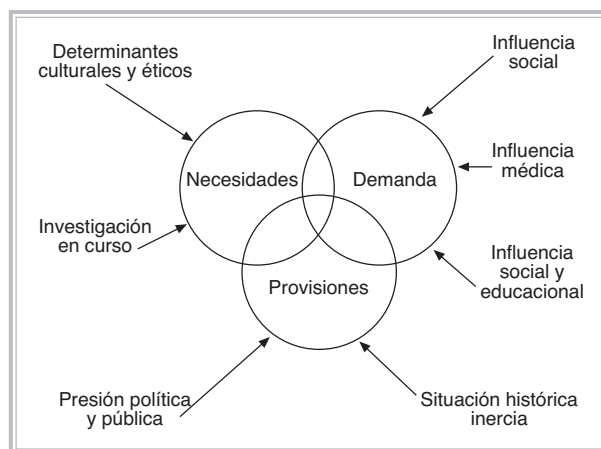 Determinantes
culturales y éticos
Influencia
social
Necesidades
Demanda
Influencia
médica
Investigación
en curso
Influencia
social y
educacional
Provisiones
Presión política
y pública
Situación histórica
inercia